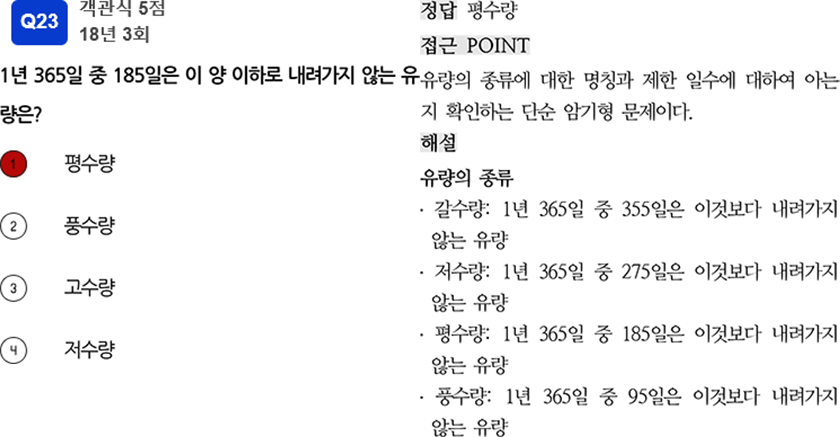 Q23
객관식 5점
18년 3회
1년 365일 중 185일은 이 양 이하로 내려가지 않는 유
량은?
1 평수량
2 풍수량
3 고수량
4 저수량
정답 평수량
접근 POINT
유량의 종류에 대한 명칭과 제한 일수에 대하여 아는
지 확인하는 단순 암기형 문제이다.
해설
유량의 종류
· 갈수량: 1년 365일 중 355일은 이것보다 내려가지
않는 유량
· 저수량: 1년 365일 중 275일은 이것보다 내려가지
않는 유량
· 평수량: 1년 365일 중 185일은 이것보다 내려가지
않는 유량
· 풍수량: 1년 365일 중 95일은 이것보다 내려가지
않는 유량